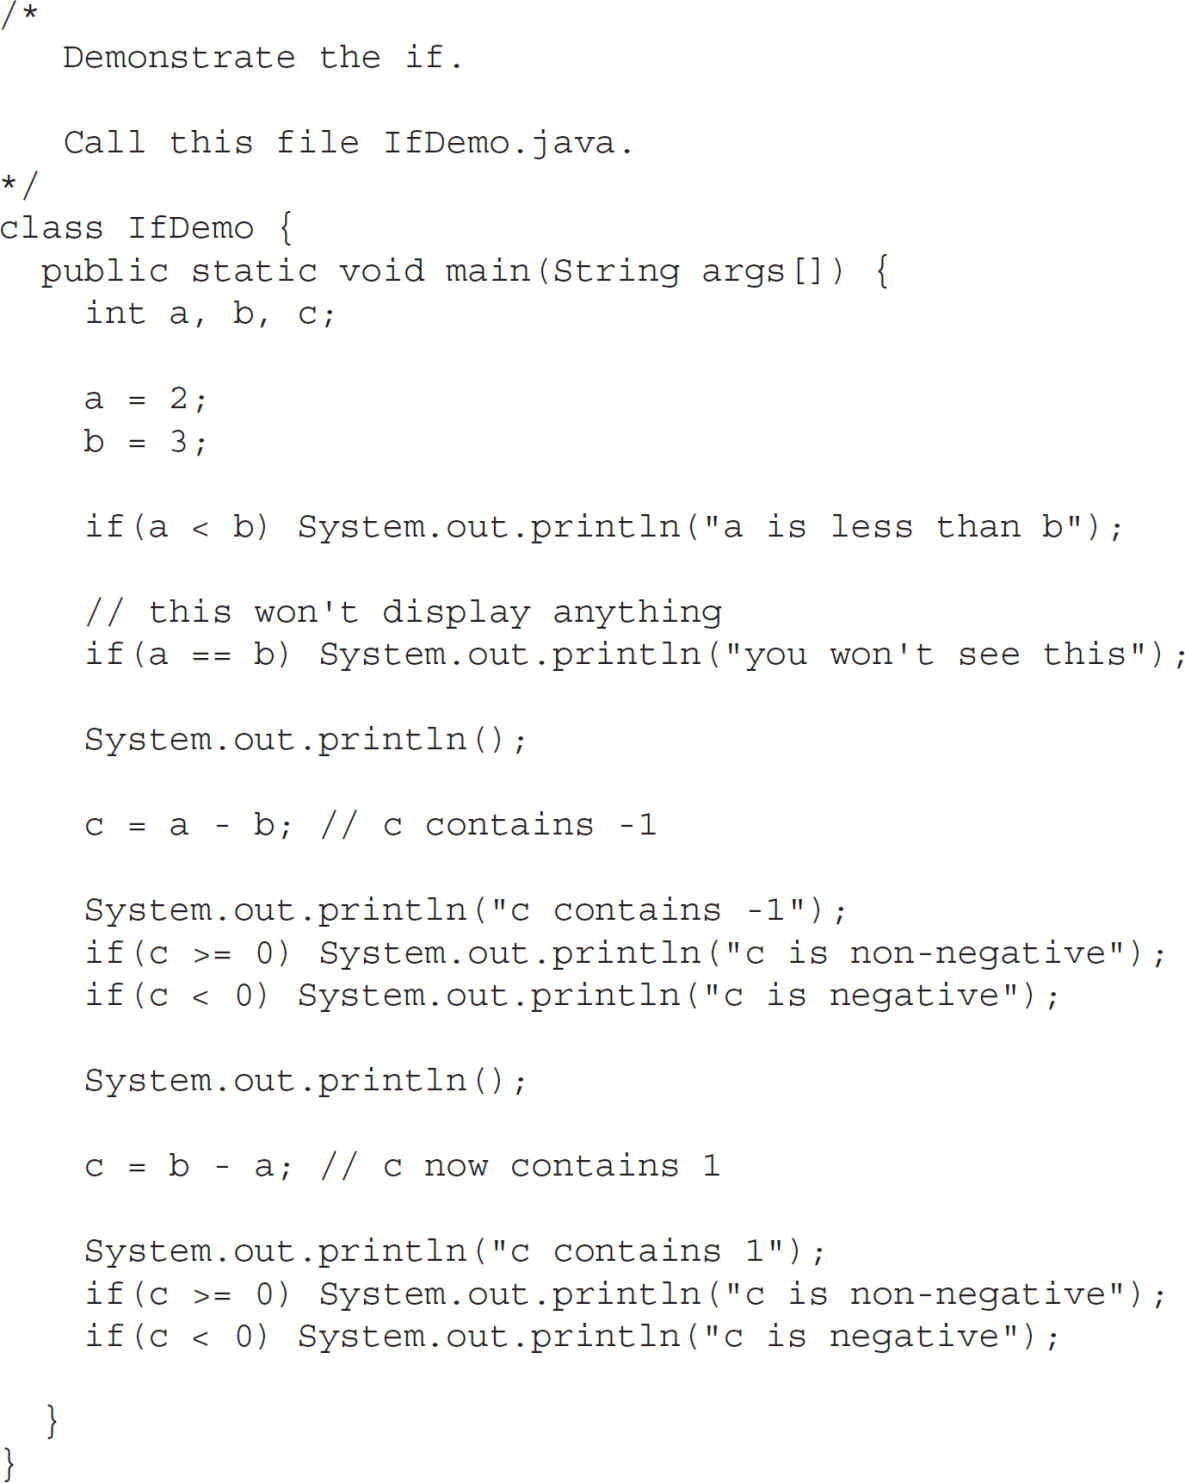 /*
   Demonstrate the if.

   Call this file IfDemo.java.
*/
class IfDemo {
  public static void main(String args[]) {
    int a, b, c;

    a = 2;
    b = 3;

    if(a < b) System.out.println("a is less than b");

    // this won't display anything
    if(a == b) System.out.println("you won't see this");

    System.out.println();

    c = a - b; // c contains -1

    System.out.println("c contains -1");
    if(c >= 0) System.out.println("c is non-negative");
    if(c < 0) System.out.println("c is negative");

    System.out.println();

    c = b - a; // c now contains 1

    System.out.println("c contains 1");
    if(c >= 0) System.out.println("c is non-negative");
    if(c < 0) System.out.println("c is negative");

  }
}